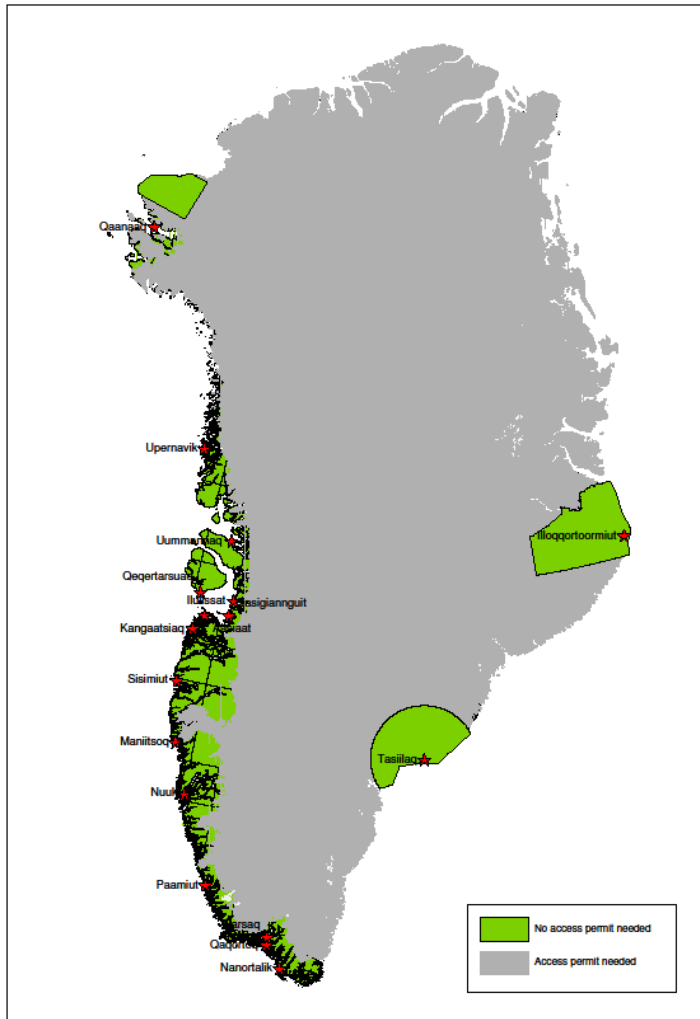 Qaanaaq
Upernavik
Uummannaq
Illoqqortoormiut
Qeqertarsuaq
Ilulissat
Kangaatsiaq
Sisimiut
Maniitsoq
Tasiilaq
Nuuk
Paamiut
Nanortalik
No access permit needed
Access permit needed